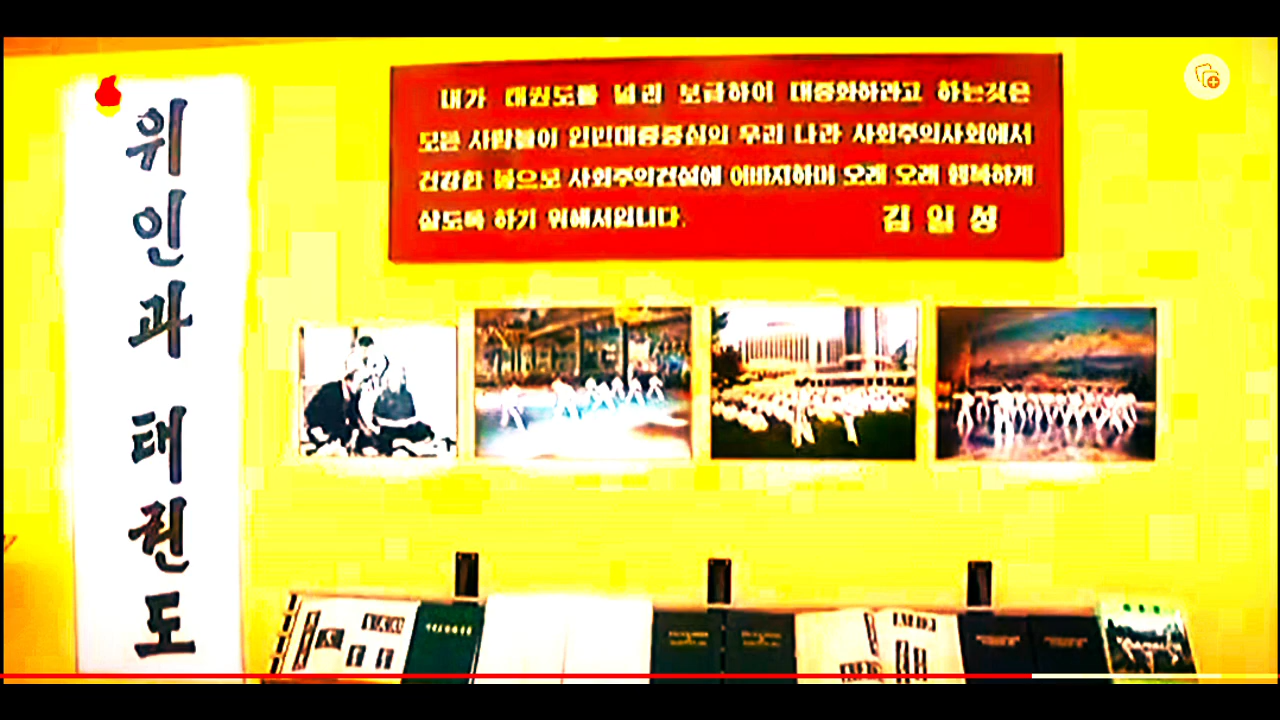 위인과 태권도
내가 태권도를 널리 보급하여 대중화하라고 하는것은
모든 사람들이 인민대중중심의 우리 나라 사회주의사회에서
건강한 몸으로 사회주의건설에 이바지하며 오래 오래 행복하게
살도록 하기 위해서입니다.
김일성